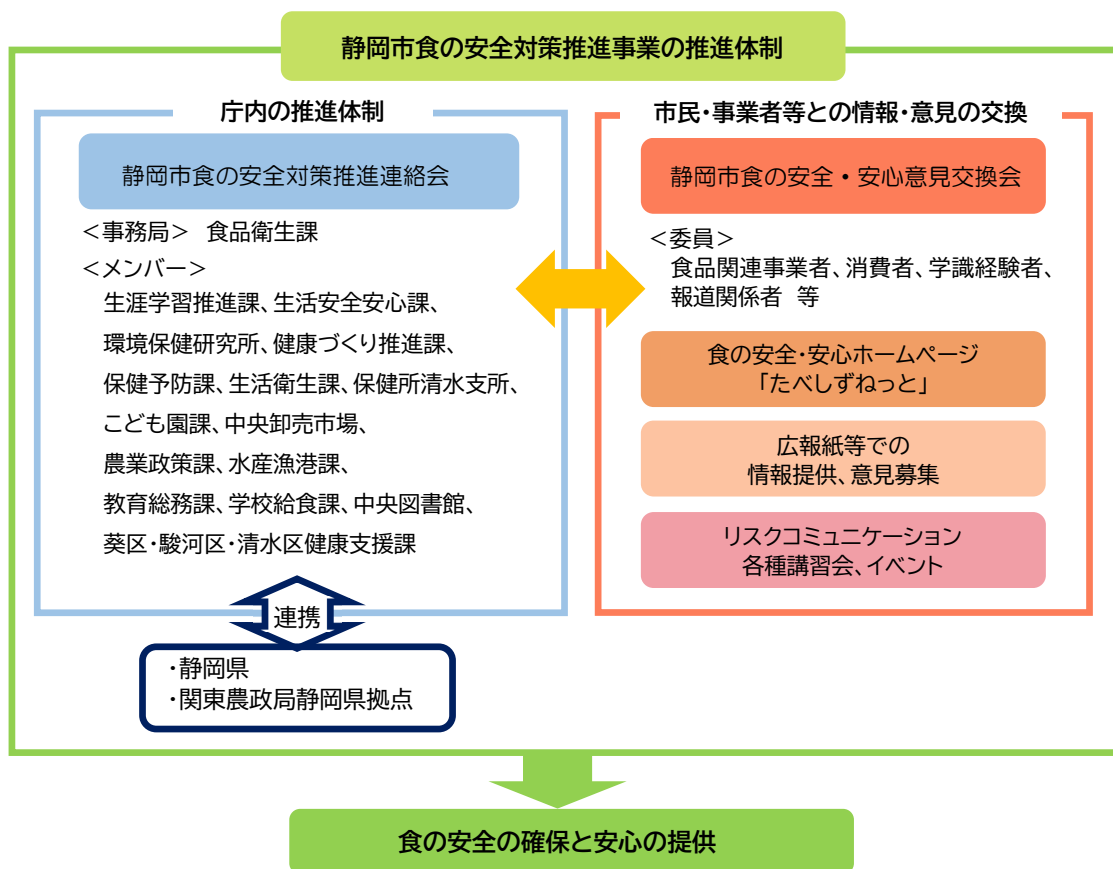 静岡市食の安全対策推進事業の推進体制
庁内の推進体制
静岡市食の安全対策推進連絡会
＜事務局＞　食品衛生課
＜メンバー＞
生涯学習推進課、生活安全安心課、
環境保健研究所、健康づくり推進課、
保健予防課、生活衛生課、保健所清水支所、
こども園課、中央卸売市場、
農業政策課、水産漁港課、
教育総務課、学校給食課、中央図書館、
葵区・駿河区・清水区健康支援課
連携
・静岡県
・関東農政局静岡県拠点
市民・事業者等との情報・意見の交換
静岡市食の安全・安心意見交換会
＜委員＞
食品関連事業者、消費者、学識経験者、
報道関係者　等
食の安全・安心ホームページ
「たべしずねっと」
広報紙等での
情報提供、意見募集
リスクコミュニケーション
各種講習会、イベント
食の安全の確保と安心の提供